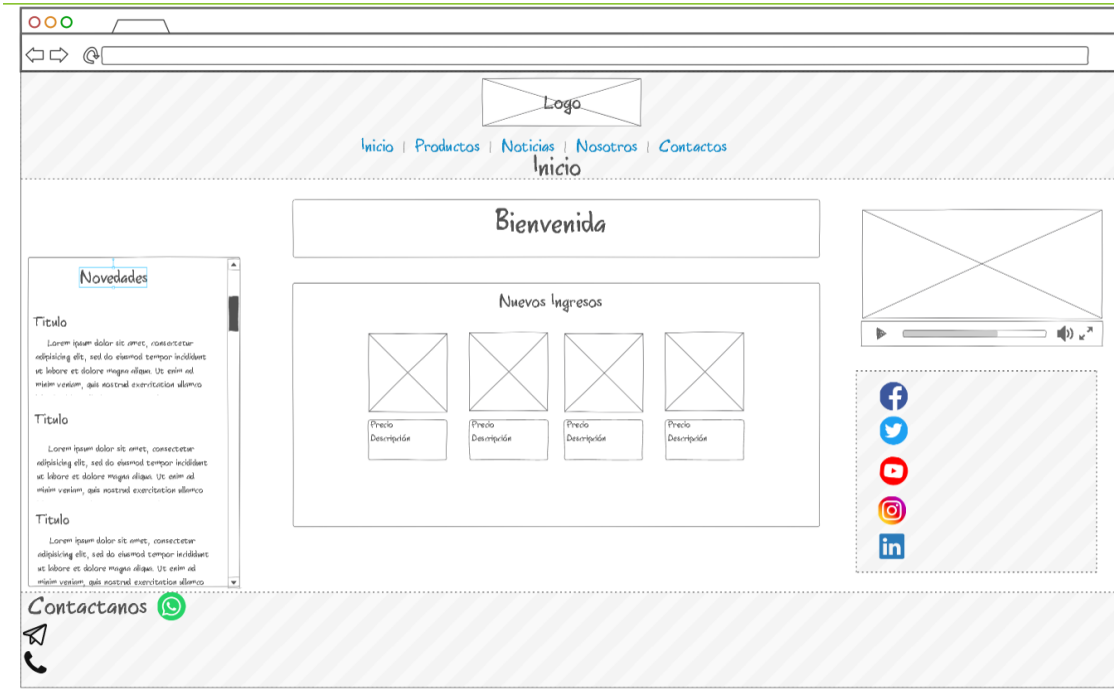 Logo
Inicio | Productos | Noticias | Nosotros | Contactos
Inicio
Bienvenida
Novedades
Titulo
Lorem ipsum dolor sit amet, consectetur
adipisicing elit, sed do eiusmod tempor incididunt
ut labore et dolore magna aliqua. Ut enim ad
minim veniam, quis nostrud exercitation ullamco
Titulo
Lorem ipsum dolor sit amet, consectetur
adipisicing elit, sed do eiusmod tempor incididunt
ut labore et dolore magna aliqua. Ut enim ad
minim veniam, quis nostrud exercitation ullamco
Titulo
Lorem ipsum dolor sit amet, consectetur
adipisicing elit, sed do eiusmod tempor incididunt
ut labore et dolore magna aliqua. Ut enim ad
minim veniam, quis nostrud exercitation ullamco
Nuevos Ingresos
Precio
Descripción
Precio
Descripción
Precio
Descripción
Precio
Descripción
in
Contactanos